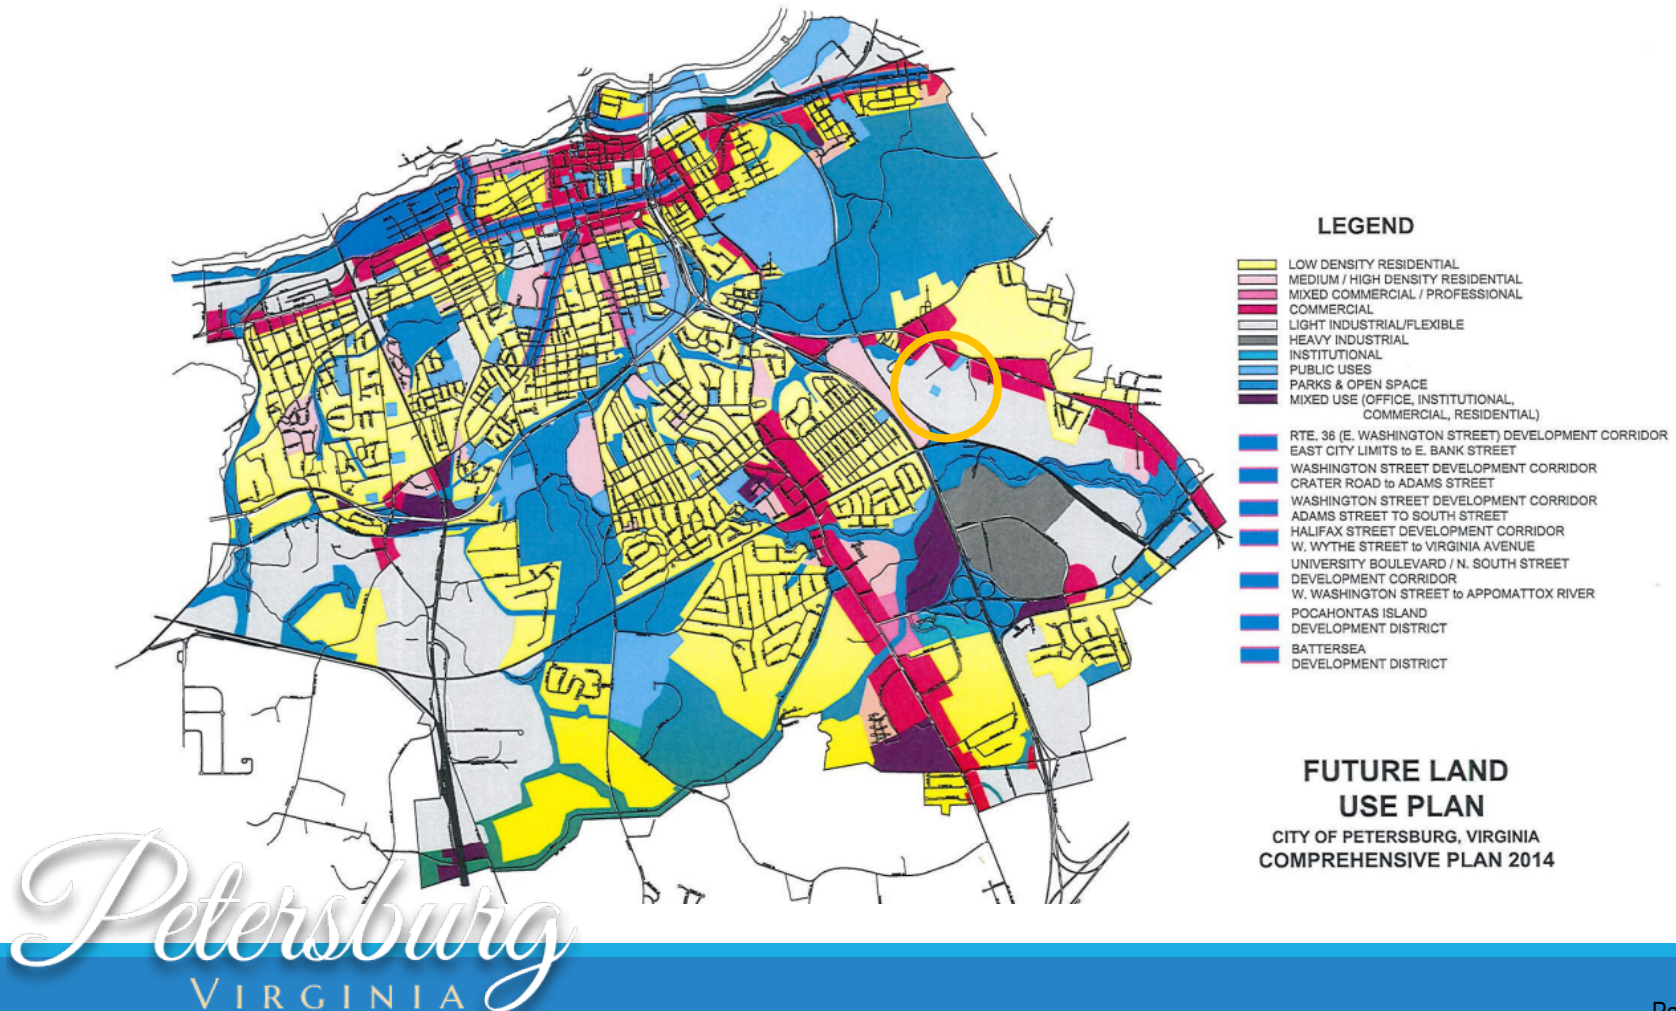 LEGEND
LOW DENSITY RESIDENTIAL
MEDIUM / HIGH DENSITY RESIDENTIAL
MIXED COMMERCIAL / PROFESSIONAL
COMMERCIAL
LIGHT INDUSTRIAL/FLEXIBLE
HEAVY INDUSTRIAL
INSTITUTIONAL
PUBLIC USES
PARKS & OPEN SPACE
MIXED USE (OFFICE, INSTITUTIONAL,
COMMERCIAL, RESIDENTIAL)
RTE. 36 (E. WASHINGTON STREET) DEVELOPMENT CORRIDOR
EAST CITY LIMITS to E. BANK STREET
WASHINGTON STREET DEVELOPMENT CORRIDOR
CRATER ROAD to ADAMS STREET
WASHINGTON STREET DEVELOPMENT CORRIDOR
ADAMS STREET TO SOUTH STREET
HALIFAX STREET DEVELOPMENT CORRIDOR
W. WYTHE STREET to VIRGINIA AVENUE
UNIVERSITY BOULEVARD / N. SOUTH STREET
DEVELOPMENT CORRIDOR
W. WASHINGTON STREET to APPOMATTOX RIVER
POCAHONTAS ISLAND
DEVELOPMENT DISTRICT
BATTERSEA
DEVELOPMENT DISTRICT
FUTURE LAND
USE PLAN
CITY OF PETERSBURG, VIRGINIA
COMPREHENSIVE PLAN 2014
Petersburg
VIRGINIA